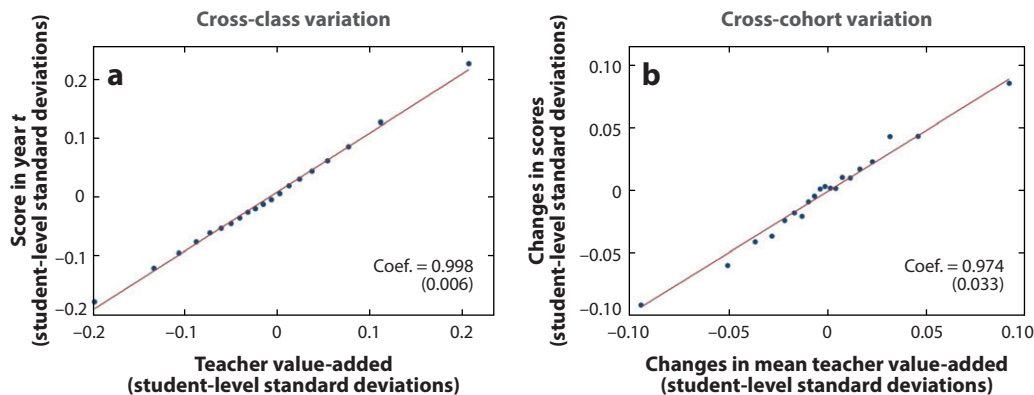 Cross-class variation
a
Score in year t
(student-level standard deviations)
0.2
0.1
0
−0.1
−0.2
−0.2
−0.1
0
0.1
0.2
Coef. = 0.998
(0.006)
Teacher value-added
(student-level standard deviations)
Cross-cohort variation
b
Changes in scores
(student-level standard deviations)
0.10
0.05
0
−0.05
−0.10
−0.10
−0.05
0
0.05
0.10
Coef. = 0.974
(0.033)
Changes in mean teacher value-added
(student-level standard deviations)